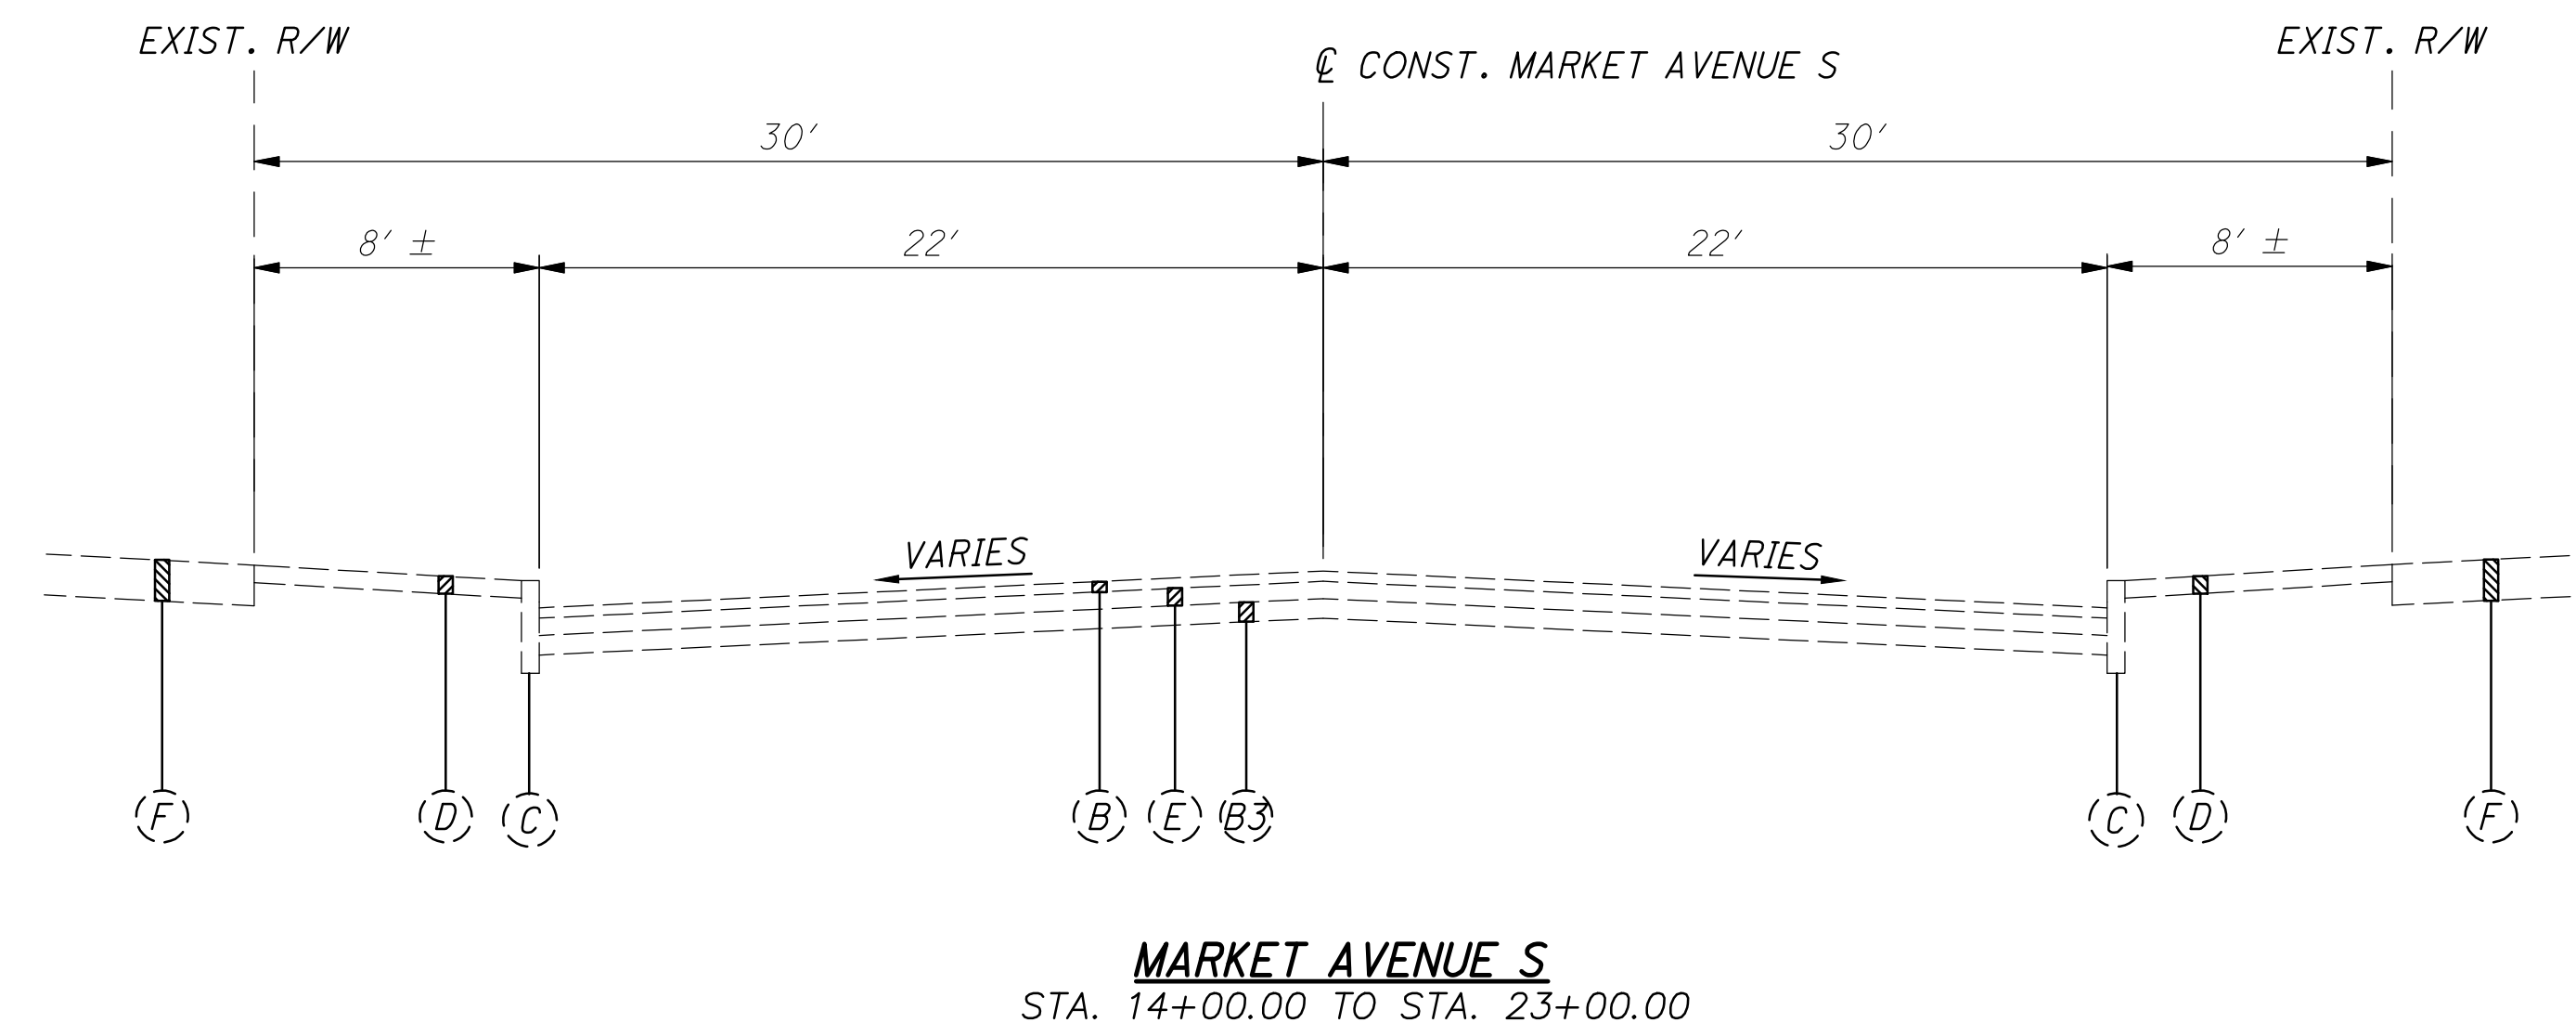 EXIST. R/W
℄ CONST. MARKET AVENUE S
EXIST. R/W
30'
30'
8' ±
22'
22'
8' ±
VARIES
VARIES
F
D
C
B
E
B3
C
D
F
MARKET AVENUE S
STA. 14+00.00 TO STA. 23+00.00